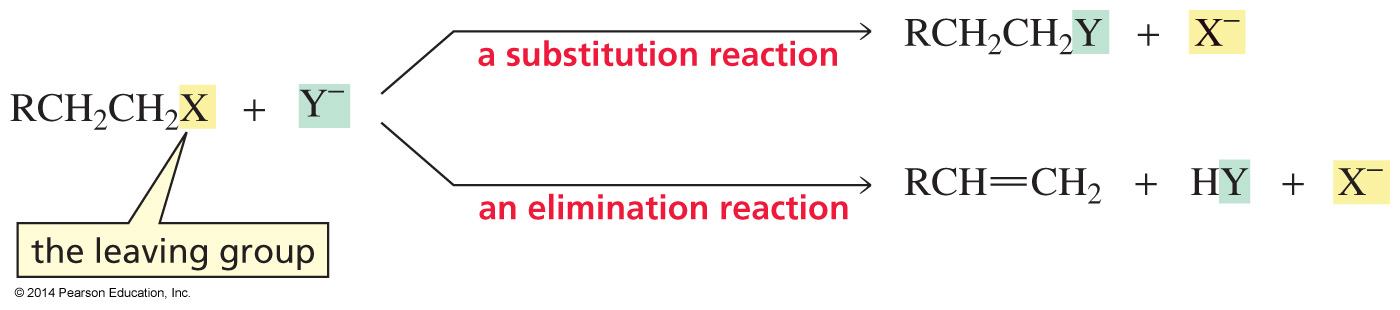 RCH₂CH₂X + Y⁻
the leaving group
a substitution reaction
RCH₂CH₂Y + X⁻
an elimination reaction
RCH=CH₂ + HY + X⁻
© 2014 Pearson Education, Inc.